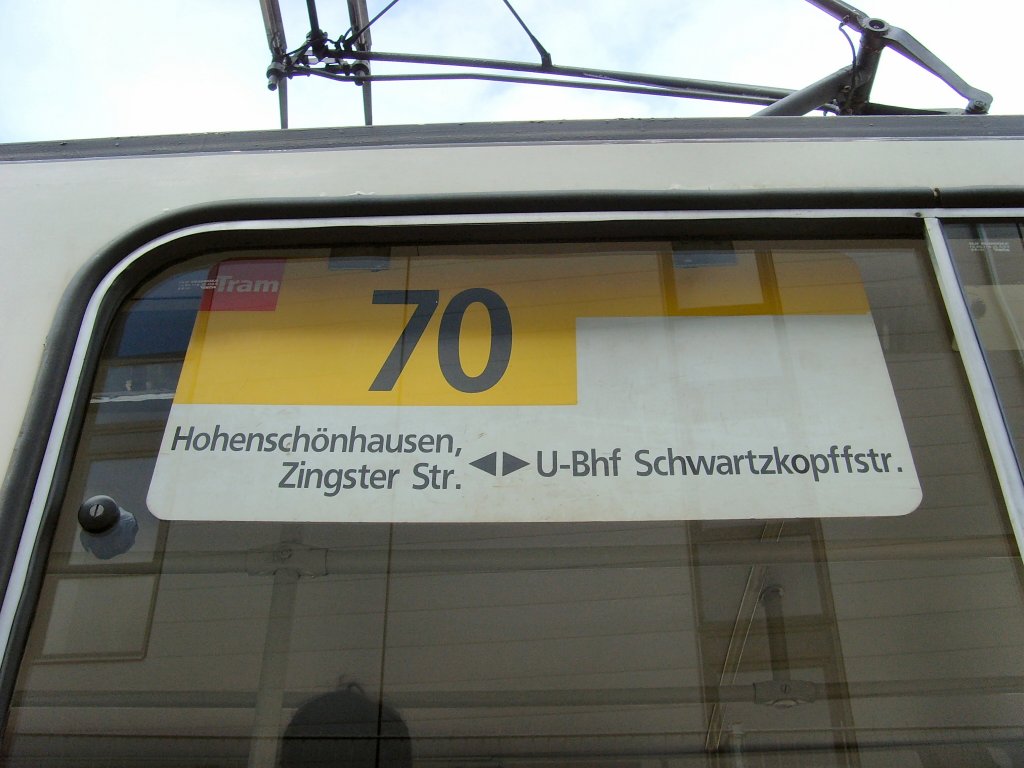 Tram
70
Hohenschönhausen,
Zingster Str. ◀▶ U-Bhf Schwartzkopffstr.